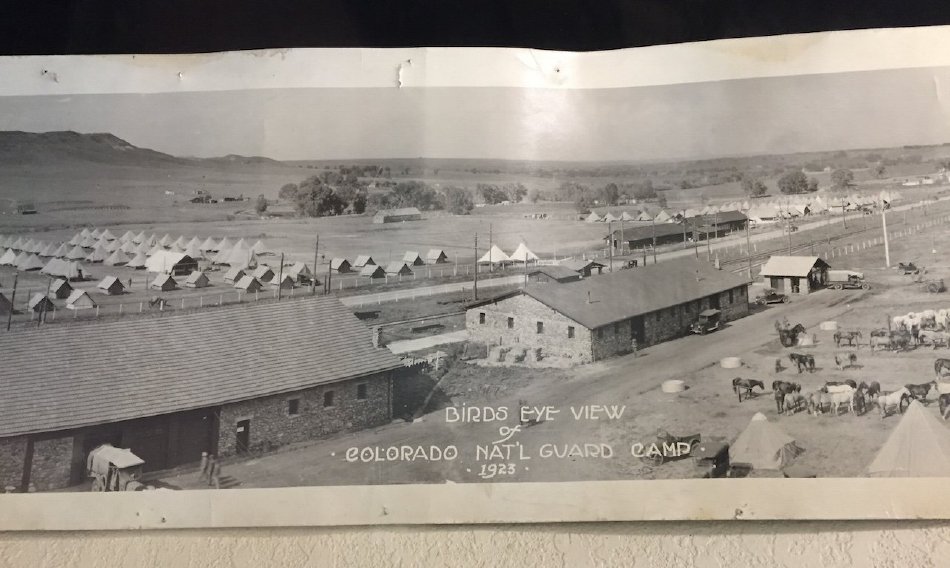 BIRDS EYE VIEW
of
· COLORADO NAT'L GUARD CAMP ·
· 1923 ·